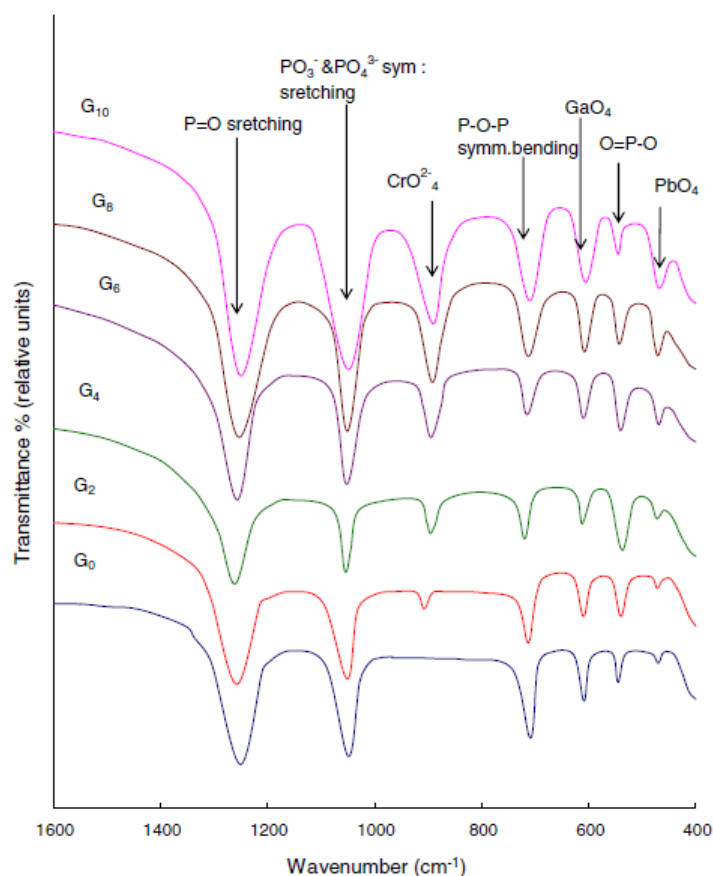 PO₃⁻ &PO₄³⁻ sym :
sretching
G₁₀
P=O sretching
GaO₄
P-O-P
symm.bending
O=P-O
CrO²⁻₄
PbO₄
G₈
G₆
G₄
G₂
G₀
Transmittance % (relative units)
1600
1400
1200
1000
800
600
400
Wavenumber (cm⁻¹)